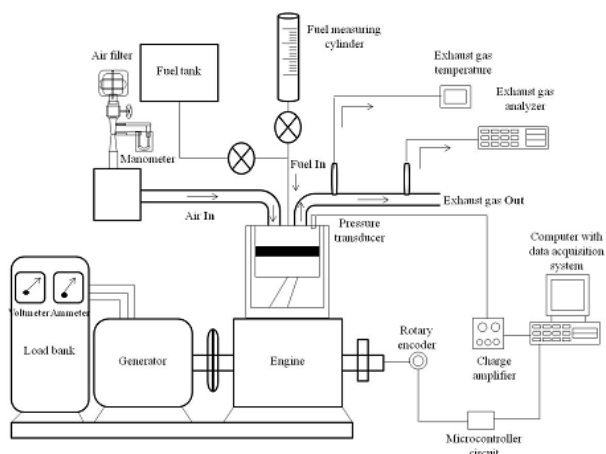 Fuel measuring
cylinder
Air filter
Fuel tank
Exhaust gas
temperature
Exhaust gas
analyzer
Manometer
Fuel In
Air In
Exhaust gas Out
Pressure
transducer
Computer with
data acquisition
system
Voltmeter Ammeter
Load bank
Generator
Engine
Rotary
encoder
Charge
amplifier
Microcontroller
circuit